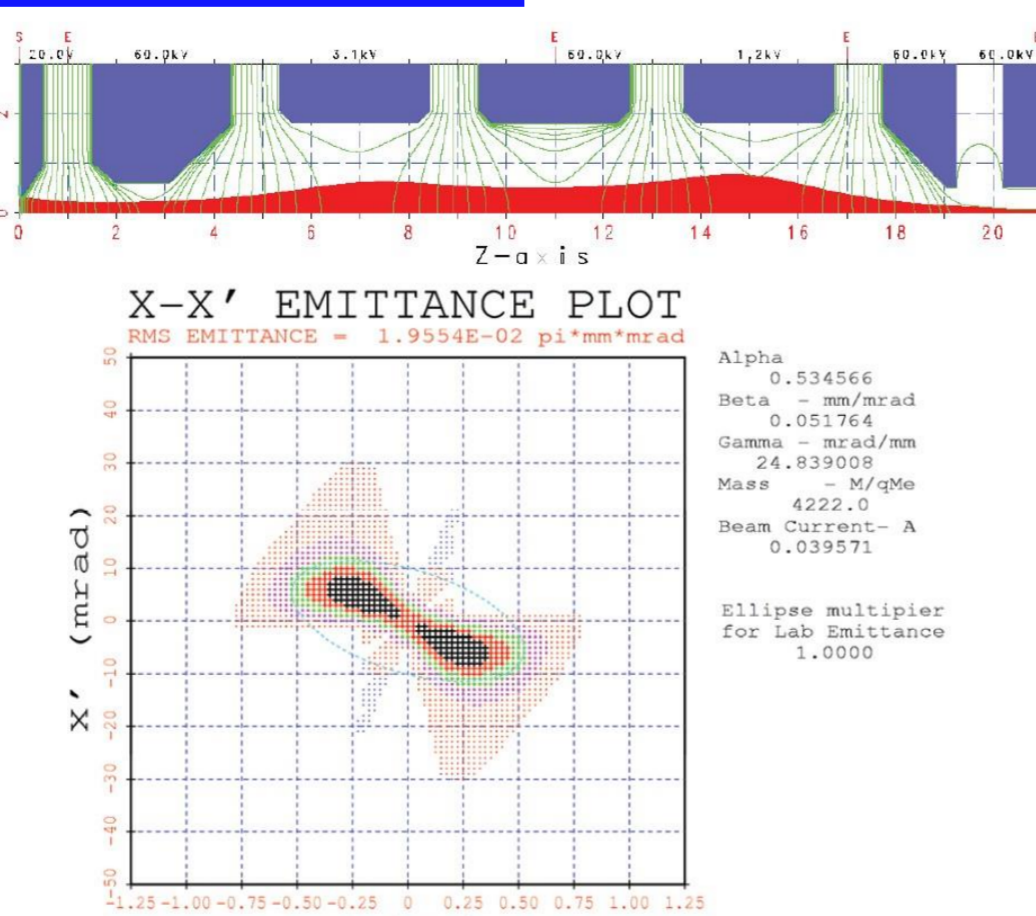 S E E E
20.0V 60.0kV 3.1kV 60.0kV 1.2kV 60.0kV 60.0kV
0 2 4 6 8 10 12 14 16 18 20
Z-axis
X-X' EMITTANCE PLOT
RMS EMITTANCE = 1.9554E-02 pi*mm*mrad
Alpha
0.534566
Beta - mm/mrad
0.051764
Gamma - mrad/mm
24.839008
Mass - M/qMe
4222.0
Beam Current- A
0.039571
Ellipse multipier
for Lab Emittance
1.0000
X' (mrad)
50
40
30
20
10
0
-10
-20
-30
-40
-50
-1.25 -1.00 -0.75 -0.50 -0.25 0 0.25 0.50 0.75 1.00 1.25